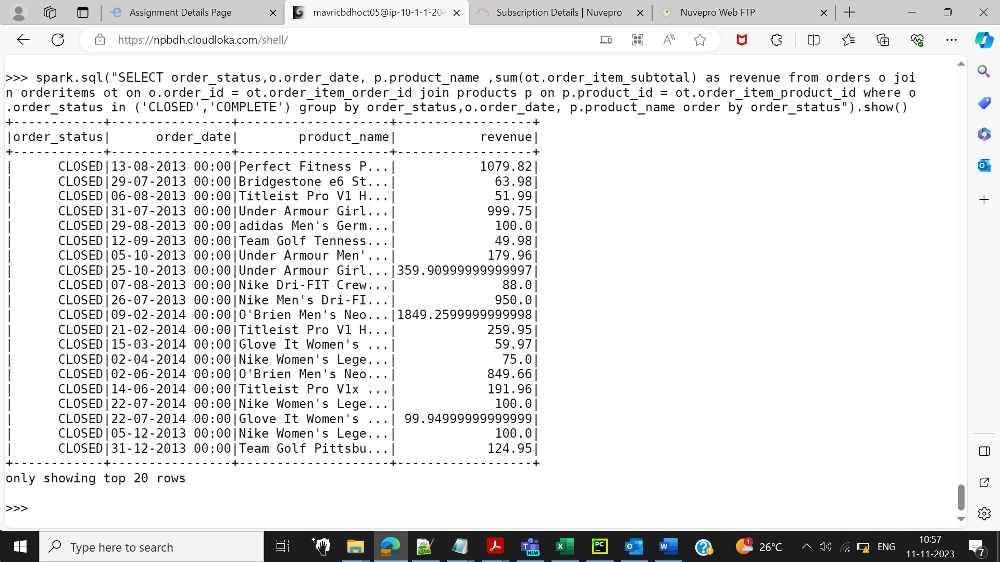 Assignment Details Page
mavricbdhoct05@ip-10-1-1-204
Subscription Details | Nuvepro
Nuvepro Web FTP
https://npbdh.cloudloka.com/shell/
>>> spark.sql("SELECT order_status,o.order_date, p.product_name ,sum(ot.order_item_subtotal) as revenue from orders o joi
n orderitems ot on o.order_id = ot.order_item_order_id join products p on p.product_id = ot.order_item_product_id where o
.order_status in ('CLOSED','COMPLETE') group by order_status,o.order_date, p.product_name order by order_status").show()
+------------+----------------+--------------------+------------------+
|order_status|      order_date|        product_name|           revenue|
+------------+----------------+--------------------+------------------+
|      CLOSED|13-08-2013 00:00|Perfect Fitness P...|           1079.82|
|      CLOSED|29-07-2013 00:00|Bridgestone e6 St...|             63.98|
|      CLOSED|06-08-2013 00:00|Titleist Pro V1 H...|             51.99|
|      CLOSED|31-07-2013 00:00|Under Armour Girl...|            999.75|
|      CLOSED|29-08-2013 00:00|adidas Men's Germ...|             100.0|
|      CLOSED|12-09-2013 00:00|Team Golf Tenness...|             49.98|
|      CLOSED|05-10-2013 00:00|Under Armour Men'...|            179.96|
|      CLOSED|25-10-2013 00:00|Under Armour Girl...|359.90999999999997|
|      CLOSED|07-08-2013 00:00|Nike Dri-FIT Crew...|              88.0|
|      CLOSED|26-07-2013 00:00|Nike Men's Dri-FI...|             950.0|
|      CLOSED|09-02-2014 00:00|O'Brien Men's Neo...|1849.2599999999998|
|      CLOSED|21-02-2014 00:00|Titleist Pro V1 H...|            259.95|
|      CLOSED|15-03-2014 00:00|Glove It Women's ...|             59.97|
|      CLOSED|02-04-2014 00:00|Nike Women's Lege...|              75.0|
|      CLOSED|02-06-2014 00:00|O'Brien Men's Neo...|            849.66|
|      CLOSED|14-06-2014 00:00|Titleist Pro V1x ...|            191.96|
|      CLOSED|22-07-2014 00:00|Nike Women's Lege...|             100.0|
|      CLOSED|22-07-2014 00:00|Glove It Women's ...| 99.94999999999999|
|      CLOSED|05-12-2013 00:00|Nike Women's Lege...|             100.0|
|      CLOSED|31-12-2013 00:00|Team Golf Pittsbu...|            124.95|
+------------+----------------+--------------------+------------------+
only showing top 20 rows
>>>
Type here to search
NEW
PC
1
26°C
ENG
10:57
11-11-2023
7